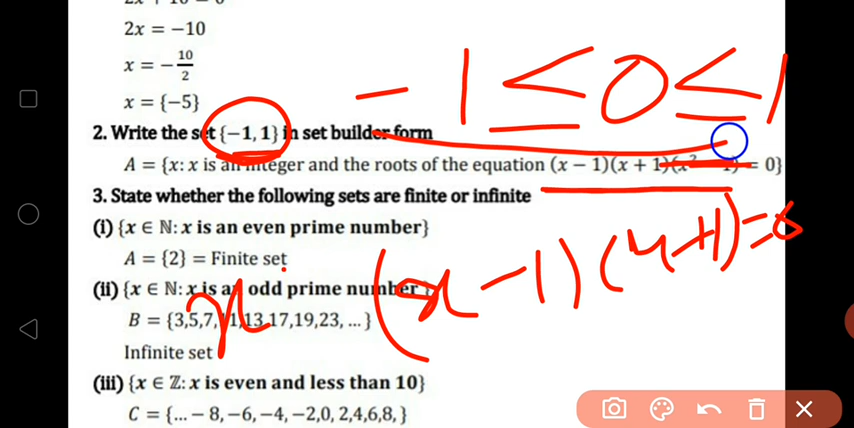 2x = −10
x = −10/2
x = {−5}
−1 ≤ 0 ≤ 1
2. Write the set {−1, 1} in set builder form
A = {x: x is an integer and the roots of the equation (x − 1)(x + 1) = 0}
3. State whether the following sets are finite or infinite
(i) {x ∈ ℕ: x is an even prime number}
A = {2} = Finite set
(x − 1)(x + 1) = 0
(ii) {x ∈ ℕ: x is an odd prime number}
x
B = {3,5,7,11,13,17,19,23, … }
Infinite set
(iii) {x ∈ ℤ: x is even and less than 10}
C = {… − 8, −6, −4, −2,0, 2,4,6,8, }